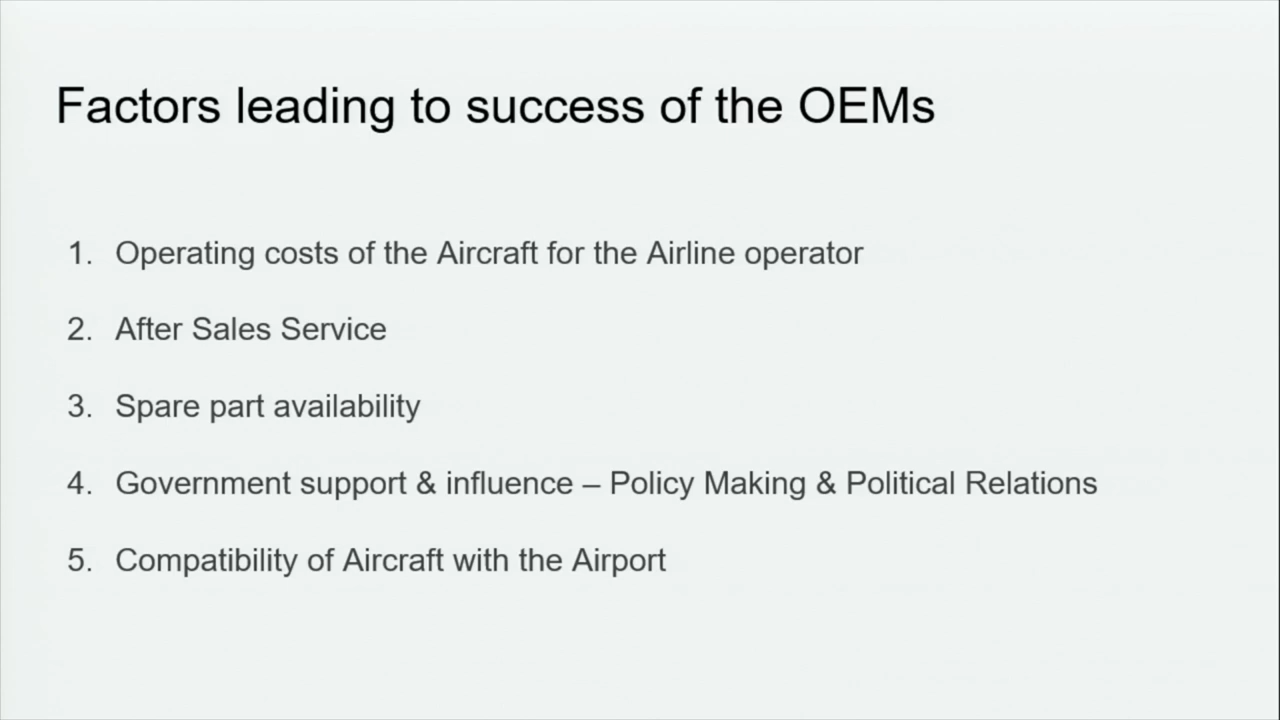 Factors leading to success of the OEMs
1. Operating costs of the Aircraft for the Airline operator
2. After Sales Service
3. Spare part availability
4. Government support & influence – Policy Making & Political Relations
5. Compatibility of Aircraft with the Airport